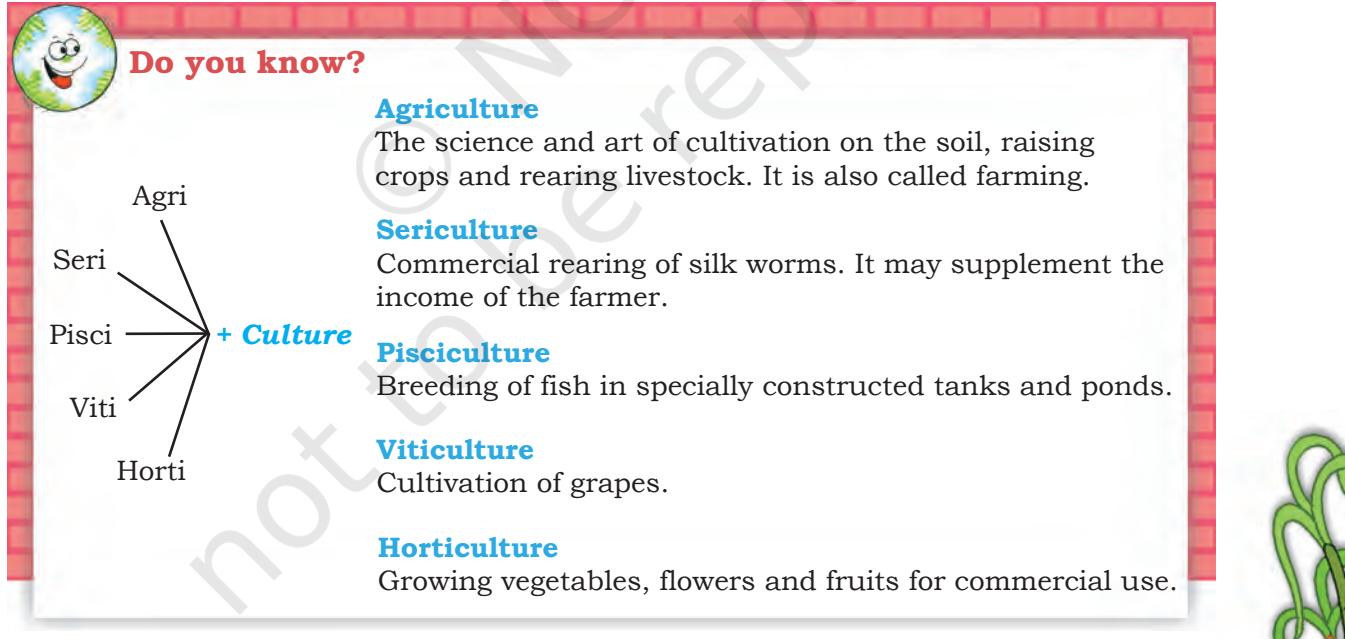 Do you know?
Agriculture
The science and art of cultivation on the soil, raising
crops and rearing livestock. It is also called farming.
Sericulture
Commercial rearing of silk worms. It may supplement the
income of the farmer.
Pisciculture
Breeding of fish in specially constructed tanks and ponds.
Viticulture
Cultivation of grapes.
Horticulture
Growing vegetables, flowers and fruits for commercial use.
Agri
Seri
Pisci
Viti
Horti
+ Culture
not to be